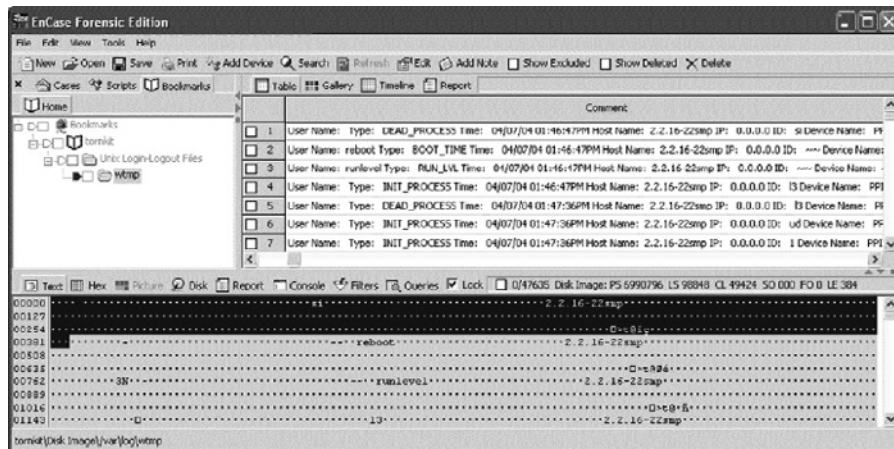 EnCase Forensic Edition
File Edit View Tools Help
New Open Save Print Add Device Search Refresh Edit Add Note Show Excluded Show Deleted Delete
Cases Scripts Bookmarks Table Gallery Timeline Report
Home
Comment
Bookmarks
tornkit
Unix Login-Logout Files
wtmp
1 User Name: Type: DEAD_PROCESS Time: 04/07/04 01:46:47PM Host Name: 2.2.16-22smp IP: 0.0.0.0 ID: si Device Name:
2 User Name: reboot Type: BOOT_TIME Time: 04/07/04 01:46:47PM Host Name: 2.2.16-22smp IP: 0.0.0.0 ID: ~~ Device Name:
3 User Name: runlevel Type: RUN_LVL Time: 04/07/04 01:46:47PM Host Name: 2.2.16-22smp IP: 0.0.0.0 ID: ~~ Device Name:
4 User Name: Type: INIT_PROCESS Time: 04/07/04 01:46:47PM Host Name: 2.2.16-22smp IP: 0.0.0.0 ID: l3 Device Name: PPI
5 User Name: Type: DEAD_PROCESS Time: 04/07/04 01:47:36PM Host Name: 2.2.16-22smp IP: 0.0.0.0 ID: l3 Device Name:
6 User Name: Type: INIT_PROCESS Time: 04/07/04 01:47:36PM Host Name: 2.2.16-22smp IP: 0.0.0.0 ID: ud Device Name:
7 User Name: Type: INIT_PROCESS Time: 04/07/04 01:47:36PM Host Name: 2.2.16-22smp IP: 0.0.0.0 ID: 1 Device Name: PPI
Text Hex Picture Disk Report Console Filters Queries Lock 0/47635 Disk Image: PS 6990796 LS 98848 CL 49424 SO 000 FO 0 LE 384
00000 si 2.2.16-22smp
00127
00254
00381 reboot 2.2.16-22smp
00508
00635
00762 3N runlevel 2.2.16-22smp
00889
01016
01143 l3 2.2.16-22smp
tornkit\Disk Image\/var\log\wtmp